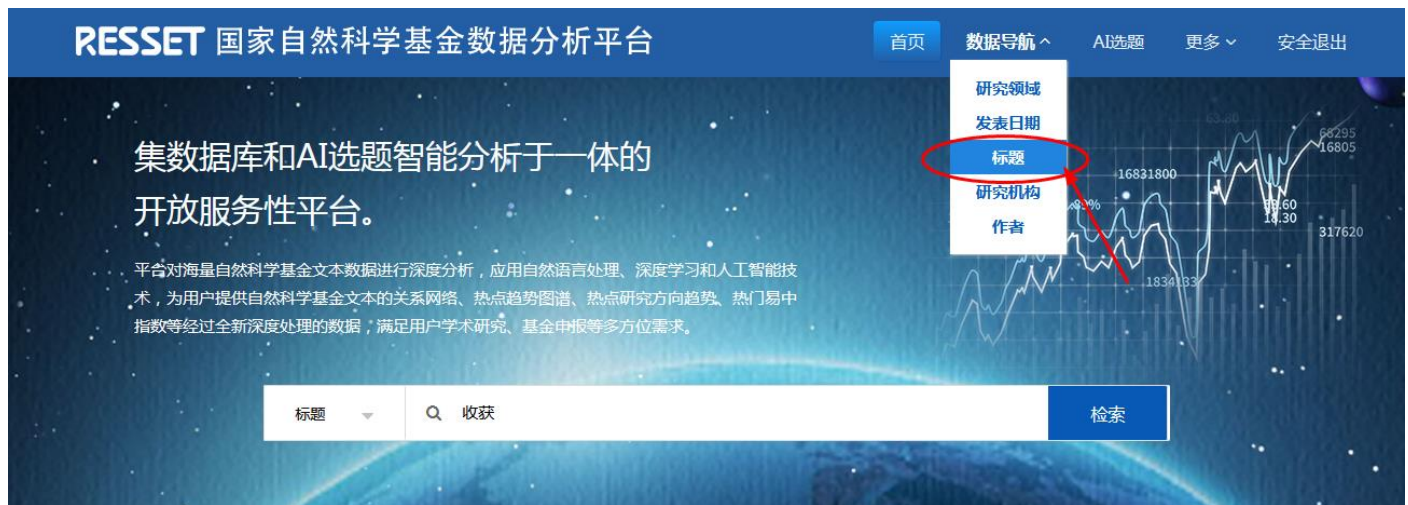 RESSET 国家自然科学基金数据分析平台
首页 数据导航 AI选题 更多 安全退出
研究领域
发表日期
标题
研究机构
作者
集数据库和AI选题智能分析于一体的
开放服务性平台。
平台对海量自然科学基金文本数据进行深度分析，应用自然语言处理、深度学习和人工智能技
术，为用户提供自然科学基金文本的关系网络、热点趋势图谱、热点研究方向趋势、热门易中
指数等经过全新深度处理的数据，满足用户学术研究、基金申报等多方位需求。
63.80
68295
16805
16831800
18.30
317620
1834133
标题 收获 检索